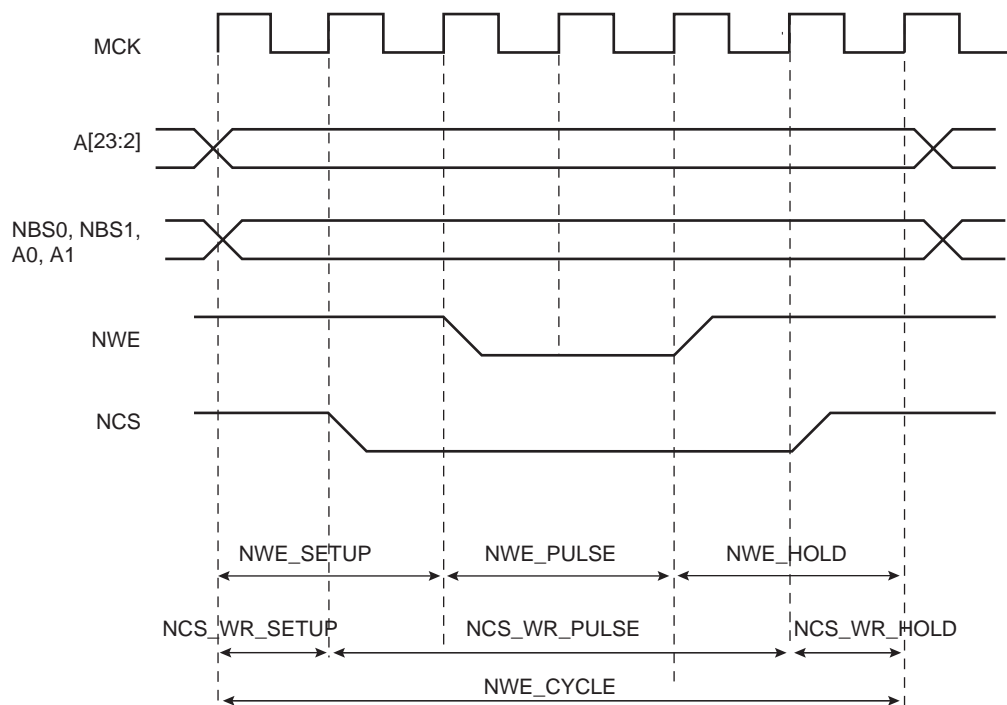 MCK
A[23:2]
NBS0, NBS1,
A0, A1
NWE
NCS
NWE_SETUP
NWE_PULSE
NWE_HOLD
NCS_WR_SETUP
NCS_WR_PULSE
NCS_WR_HOLD
NWE_CYCLE